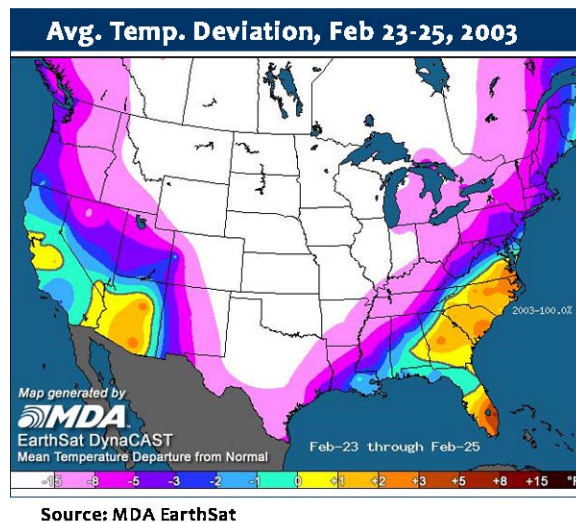 Avg. Temp. Deviation, Feb 23-25, 2003
2003-100.0%
Map generated by
MDA
EarthSat DynaCAST
Mean Temperature Departure from Normal
Feb-23 through Feb-25
-15 -8 -5 -3 -2 -1 0 +1 +2 +3 +5 +8 +15 °F
Source: MDA EarthSat